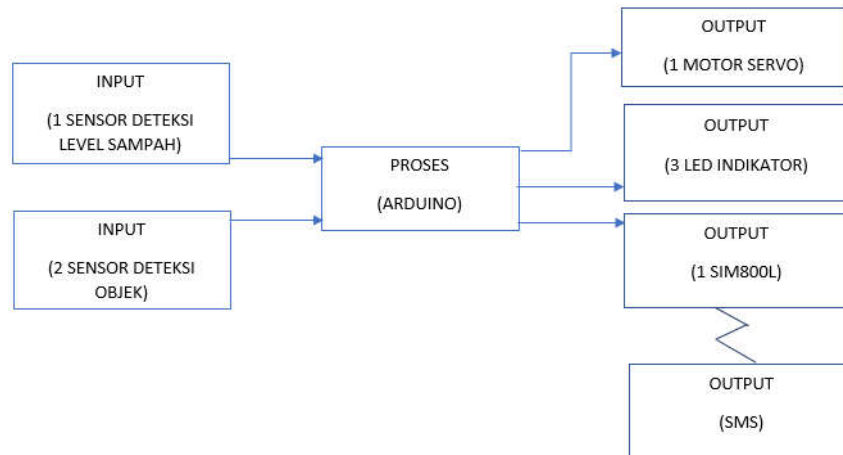 INPUT
(1 SENSOR DETEKSI
LEVEL SAMPAH)
INPUT
(2 SENSOR DETEKSI
OBJEK)
PROSES
(ARDUINO)
OUTPUT
(1 MOTOR SERVO)
OUTPUT
(3 LED INDIKATOR)
OUTPUT
(1 SIM800L)
OUTPUT
(SMS)